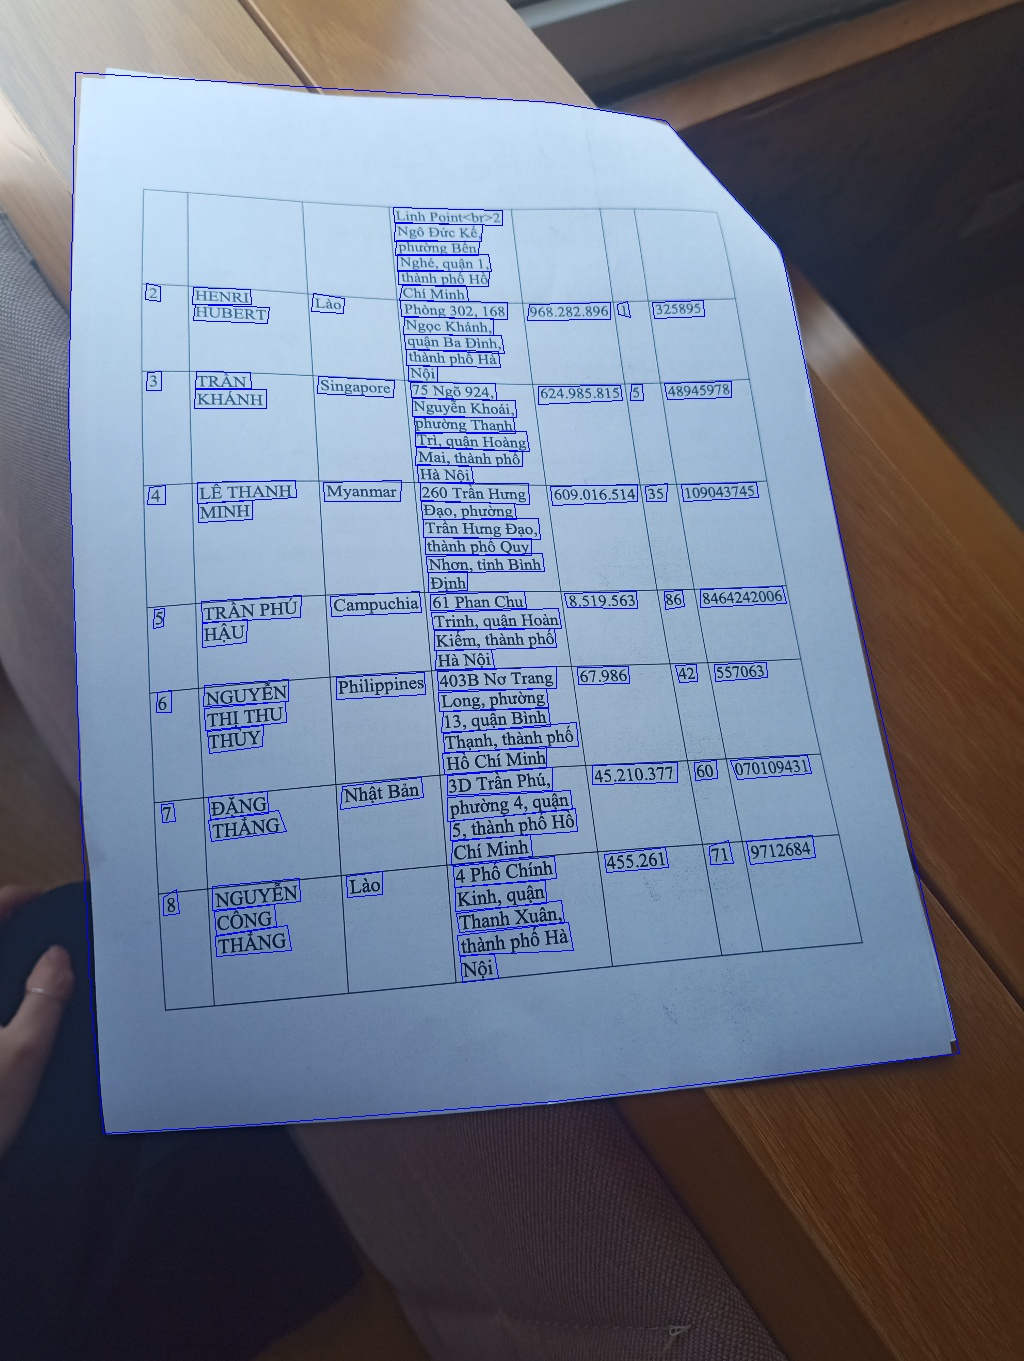 Linh Point<br>2
Ngô Đức Kế,
phường Bến
Nghé, quận 1,
thành phố Hồ
Chí Minh
2
HENRI
HUBERT
Lào
Phòng 302, 168
Ngọc Khánh,
quận Ba Đình,
thành phố Hà
Nội
968.282.896
1
325895
3
TRẦN
KHÁNH
Singapore
75 Ngõ 924,
Nguyễn Khoái,
phường Thanh
Trì, quận Hoàng
Mai, thành phố
Hà Nội
624.985.815
5
48945978
4
LÊ THANH
MINH
Myanmar
260 Trần Hưng
Đạo, phường
Trần Hưng Đạo,
thành phố Quy
Nhơn, tỉnh Bình
Định
609.016.514
35
109043745
5
TRẦN PHÚ
HẬU
Campuchia
61 Phan Chu
Trinh, quận Hoàn
Kiếm, thành phố
Hà Nội
8.519.563
86
8464242006
6
NGUYỄN
THỊ THU
THỦY
Philippines
403B Nơ Trang
Long, phường
13, quận Bình
Thạnh, thành phố
Hồ Chí Minh
67.986
42
557063
7
ĐẶNG
THẮNG
Nhật Bản
3D Trần Phú,
phường 4, quận
5, thành phố Hồ
Chí Minh
45.210.377
60
070109431
8
NGUYỄN
CÔNG
THẮNG
Lào
4 Phố Chính
Kinh, quận
Thanh Xuân,
thành phố Hà
Nội
455.261
71
9712684